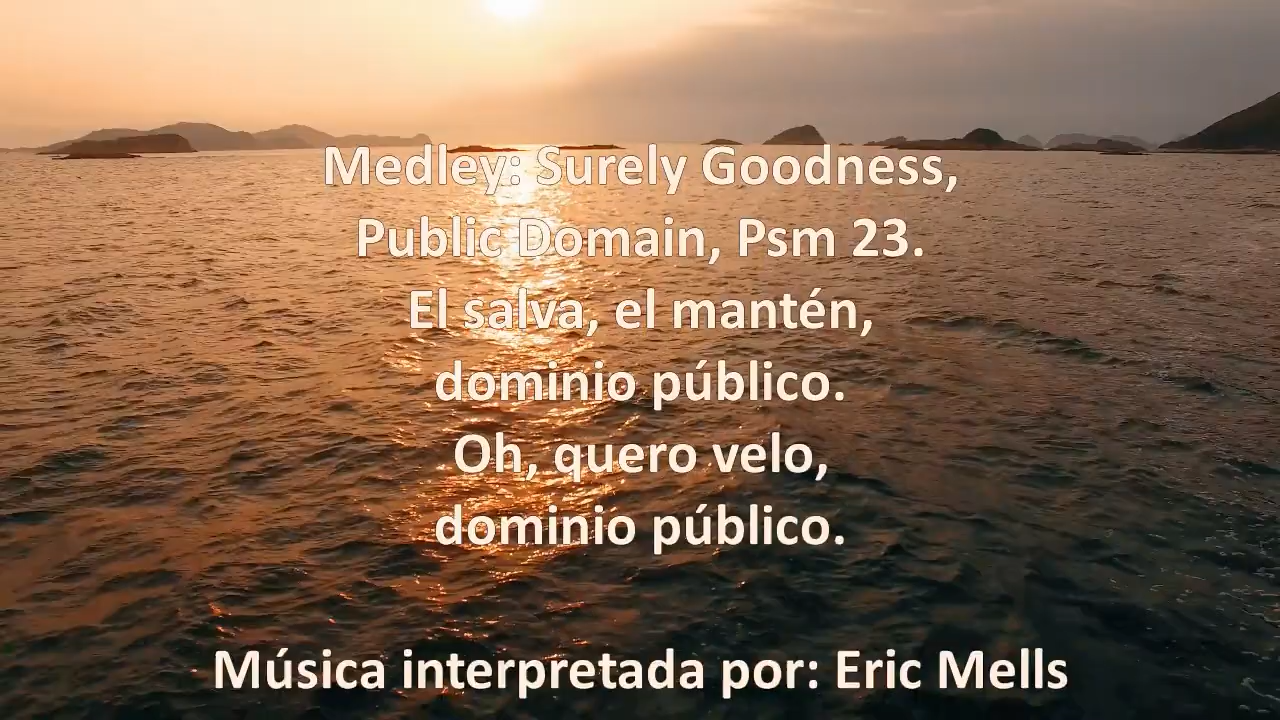 Medley: Surely Goodness,
Public Domain, Psm 23.
El salva, el mantén,
dominio público.
Oh, quero velo,
dominio público.
Música interpretada por: Eric Mells